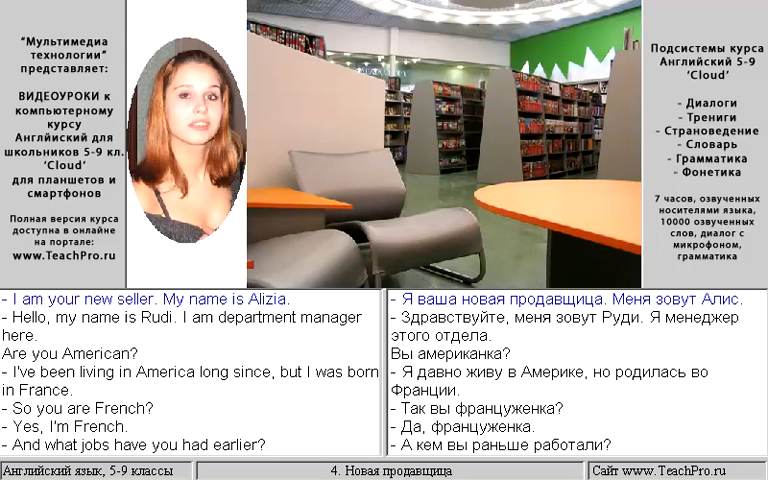 “Мультимедиа
технологии”
представляет:
ВИДЕОУРОКИ к
компьютерному
курсу
Английский для
школьников 5-9 кл.
‘Cloud’
для планшетов и
смартфонов
Полная версия курса
доступна в онлайне
на портале:
www.TeachPro.ru
Подсистемы курса
Английский 5-9
‘Cloud’
- Диалоги
- Тренинги
- Страноведение
- Словарь
- Грамматика
- Фонетика
7 часов, озвученных
носителями языка,
10000 озвученных
слов, диалог с
микрофоном,
грамматика
- I am your new seller. My name is Alizia.
- Hello, my name is Rudi. I am department manager
here.
Are you American?
- I've been living in America long since, but I was born
in France.
- So you are French?
- Yes, I'm French.
- And what jobs have you had earlier?
- Я ваша новая продавщица. Меня зовут Алис.
- Здравствуйте, меня зовут Руди. Я менеджер
этого отдела.
Вы американка?
- Я давно живу в Америке, но родилась во
Франции.
- Так вы француженка?
- Да, француженка.
- А кем вы раньше работали?
Английский язык, 5-9 классы
4. Новая продавщица
Сайт www.TeachPro.ru